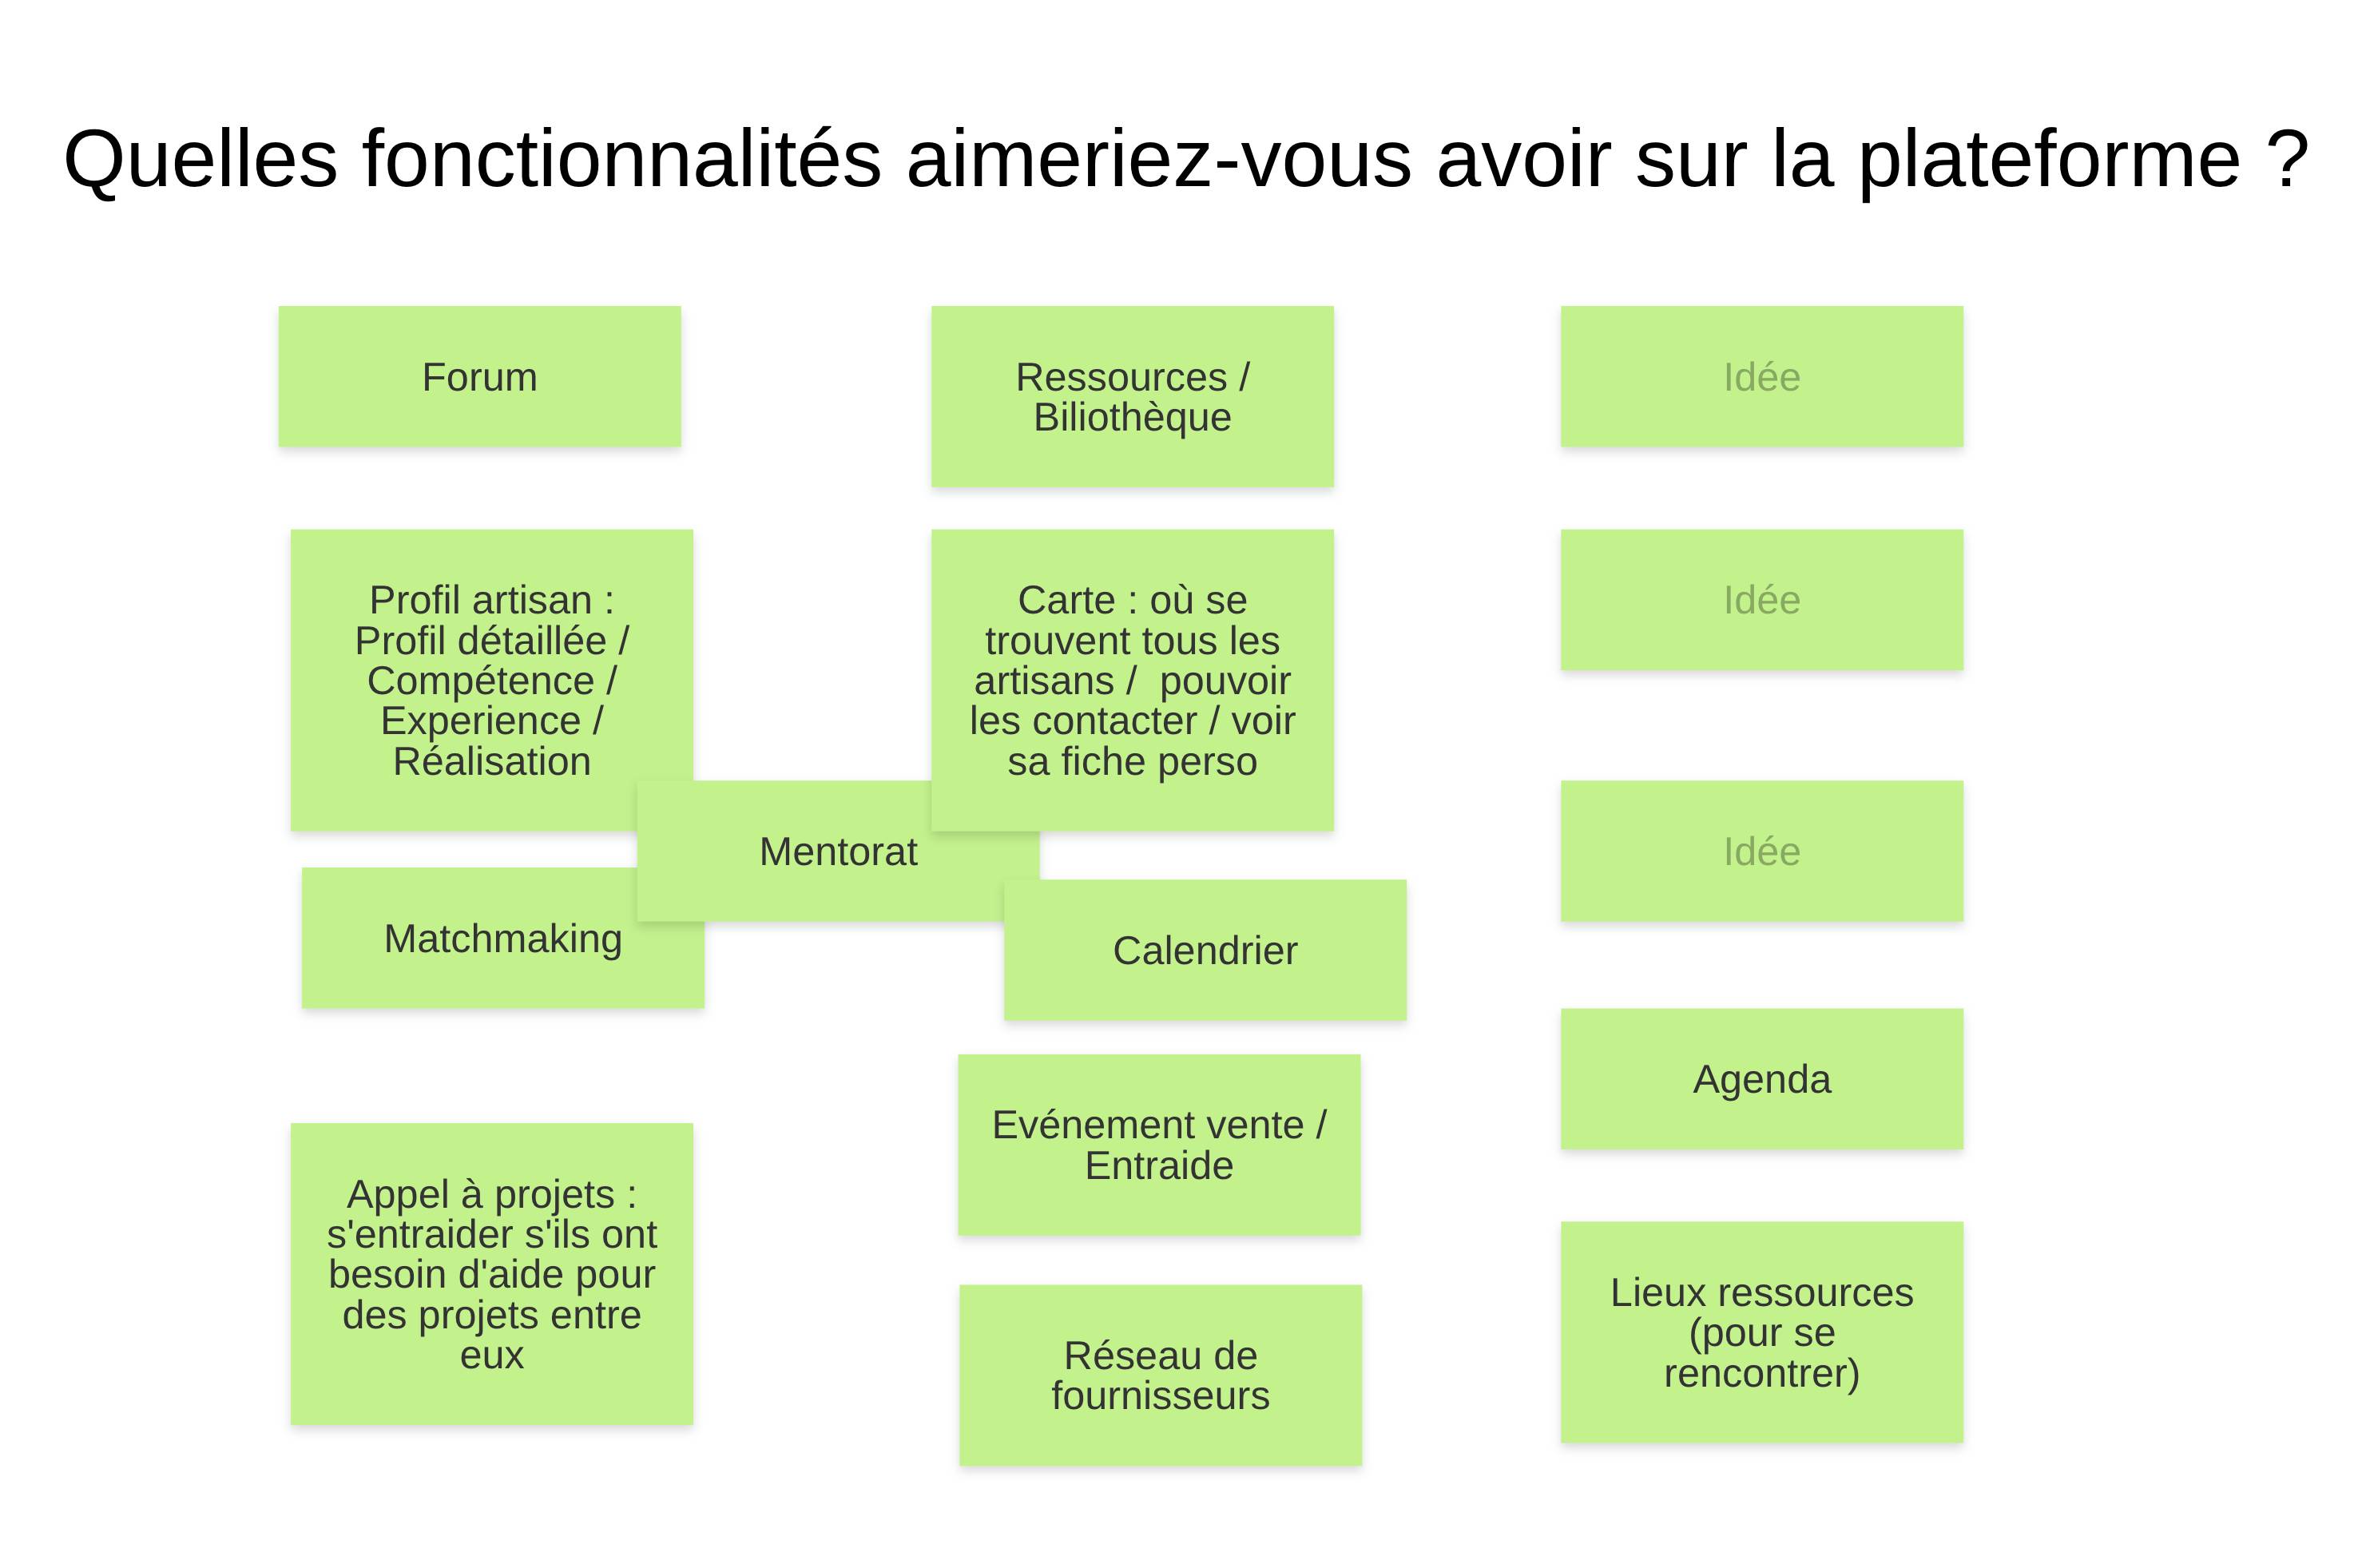 Quelles fonctionnalités aimeriez-vous avoir sur la plateforme ?
Forum
Ressources /
Biliothèque
Idée
Profil artisan :
Profil détaillée /
Compétence /
Experience /
Réalisation
Carte : où se
trouvent tous les
artisans /  pouvoir
les contacter / voir
sa fiche perso
Idée
Mentorat
Idée
Matchmaking
Calendrier
Agenda
Evénement vente /
Entraide
Appel à projets :
s'entraider s'ils ont
besoin d'aide pour
des projets entre
eux
Lieux ressources
(pour se
rencontrer)
Réseau de
fournisseurs